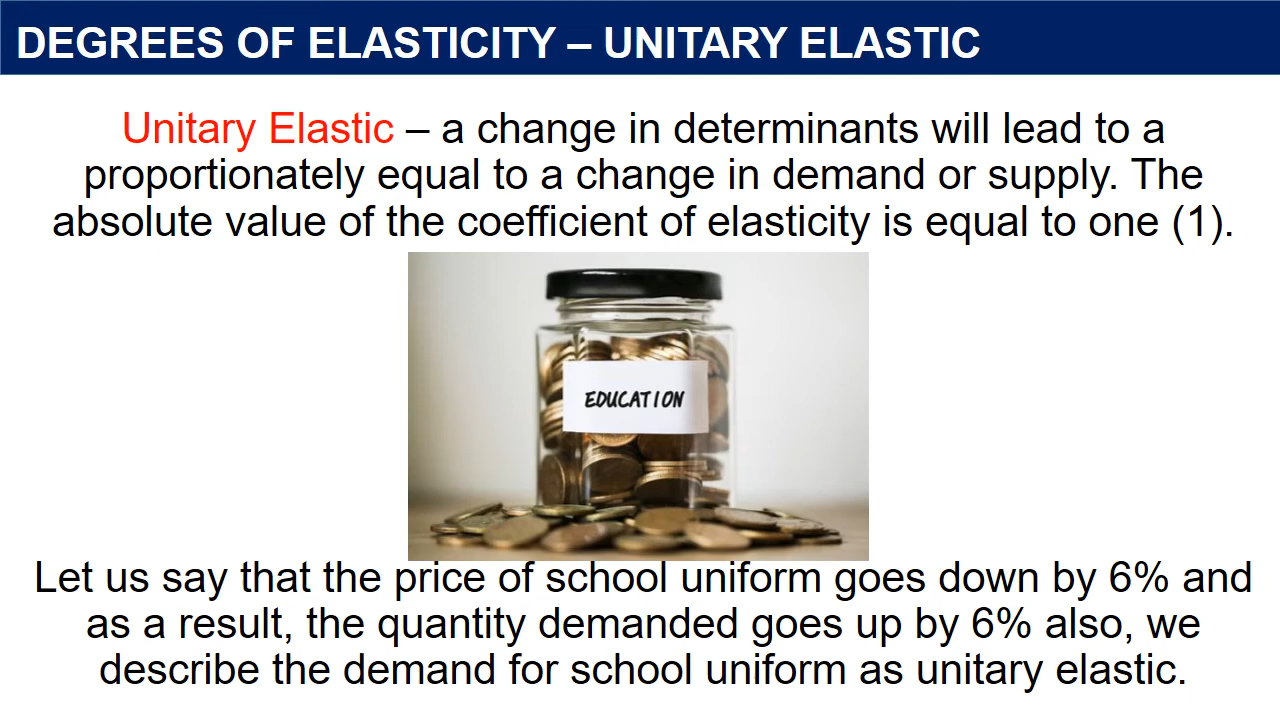 DEGREES OF ELASTICITY – UNITARY ELASTIC
Unitary Elastic – a change in determinants will lead to a
proportionately equal to a change in demand or supply. The
absolute value of the coefficient of elasticity is equal to one (1).
EDUCATION
Let us say that the price of school uniform goes down by 6% and
as a result, the quantity demanded goes up by 6% also, we
describe the demand for school uniform as unitary elastic.